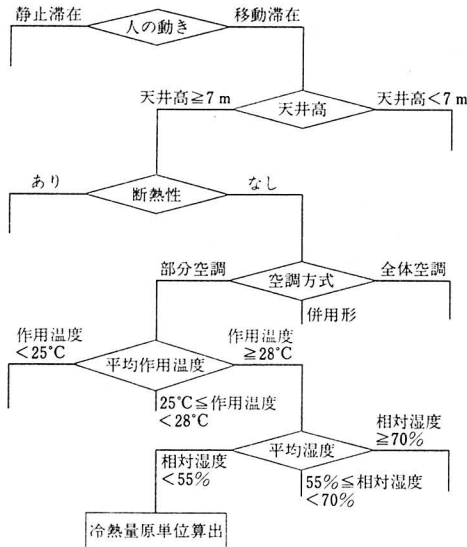 静止滞在
人の動き
移動滞在
天井高≧7 m
天井高
天井高<7 m
あり
断熱性
なし
部分空調
空調方式
全体空調
併用形
作用温度
<25°C
平均作用温度
作用温度
≧28°C
25°C≦作用温度
<28°C
相対湿度
<55%
平均湿度
相対湿度
≧70%
55%≦相対湿度
<70%
冷熱量原単位算出